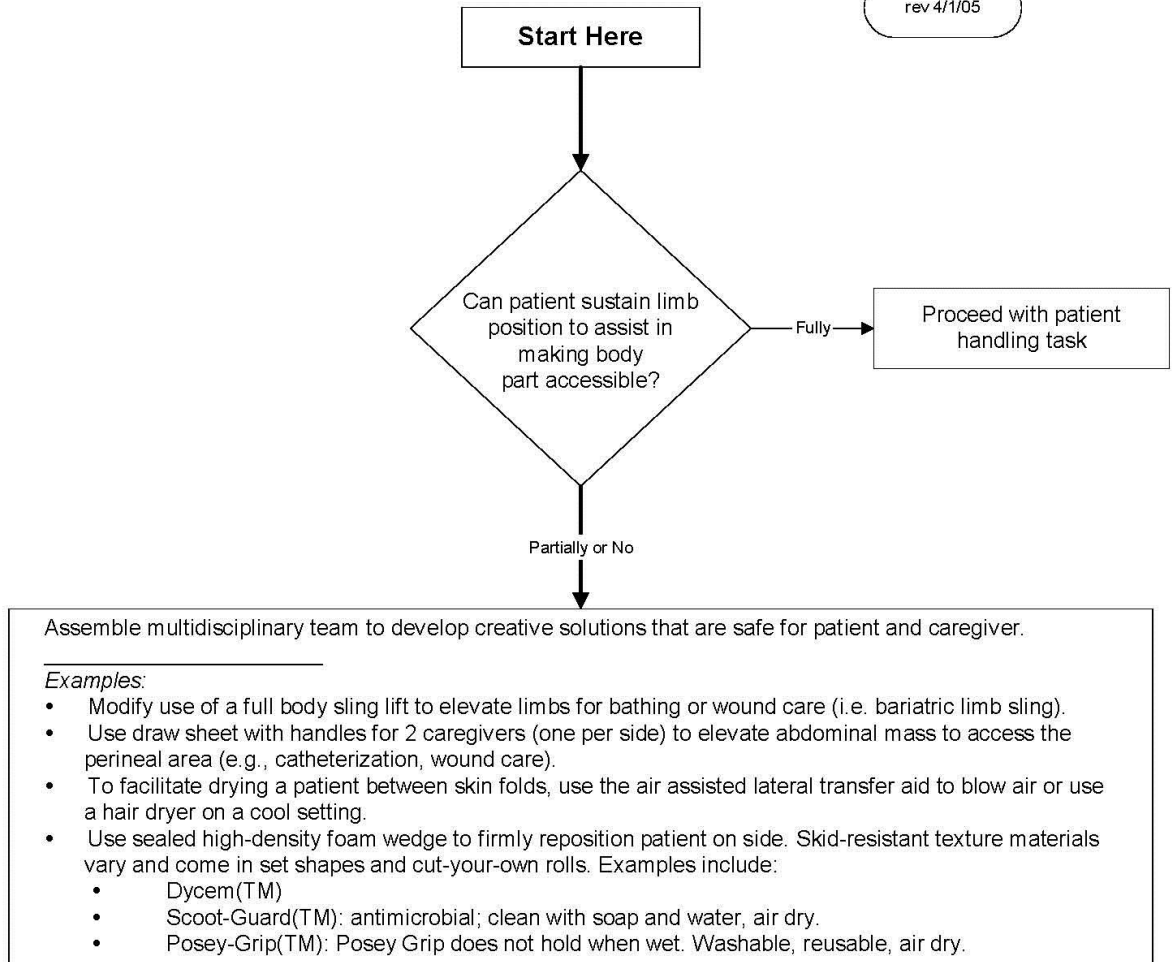 rev 4/1/05
Start Here
Can patient sustain limb
position to assist in
making body
part accessible?
Fully
Proceed with patient
handling task
Partially or No
Assemble multidisciplinary team to develop creative solutions that are safe for patient and caregiver.
Examples:
• Modify use of a full body sling lift to elevate limbs for bathing or wound care (i.e. bariatric limb sling).
• Use draw sheet with handles for 2 caregivers (one per side) to elevate abdominal mass to access the
perineal area (e.g., catheterization, wound care).
• To facilitate drying a patient between skin folds, use the air assisted lateral transfer aid to blow air or use
a hair dryer on a cool setting.
• Use sealed high-density foam wedge to firmly reposition patient on side. Skid-resistant texture materials
vary and come in set shapes and cut-your-own rolls. Examples include:
• Dycem(TM)
• Scoot-Guard(TM): antimicrobial; clean with soap and water, air dry.
• Posey-Grip(TM): Posey Grip does not hold when wet. Washable, reusable, air dry.